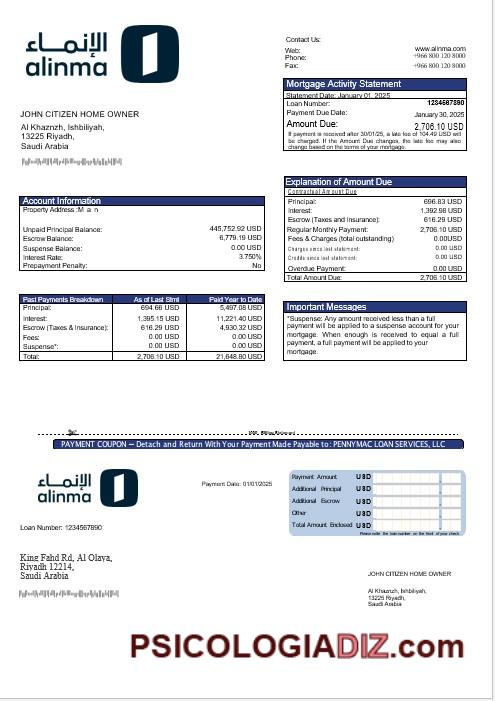 الإنماء
alinma
Contact Us:
Web: www.alinma.com
Phone: +966 800 120 8000
Fax: +966 800 120 8000
Mortgage Activity Statement
Statement Date: January 01, 2025
Loan Number: 1234567890
Payment Due Date: January 30, 2025
Amount Due: 2,706.10 USD
If payment is received after 30/01/25, a late fee of 104.49 USD will
be charged. If the Amount Due changes, the late fee may also
change based on the terms of your mortgage.
JOHN CITIZEN HOME OWNER
Al Khaznzh, Ishbiliyah,
13225 Riyadh,
Saudi Arabia
Account Information
Property Address :M a n
Unpaid Principal Balance: 445,752.92 USD
Escrow Balance: 6,779.19 USD
Suspense Balance: 0.00 USD
Interest Rate: 3.750%
Prepayment Penalty: No
Explanation of Amount Due
Contractual Amount Due
Principal: 696.83 USD
Interest: 1,392.98 USD
Escrow (Taxes and Insurance): 616.29 USD
Regular Monthly Payment: 2,706.10 USD
Fees & Charges (total outstanding) 0.00USD
Charges since last statement: 0.00 USD
Credits since last statement: 0.00 USD
Overdue Payment: 0.00 USD
Total Amount Due: 2,706.10 USD
Past Payments Breakdown As of Last Stmt Paid Year to Date
Principal: 694.66 USD 5,497.08 USD
Interest: 1,395.15 USD 11,221.40 USD
Escrow (Taxes & Insurance): 616.29 USD 4,930.32 USD
Fees: 0.00 USD 0.00 USD
Suspense*: 0.00 USD 0.00 USD
Total: 2,706.10 USD 21,648.80 USD
Important Messages
*Suspense: Any amount received less than a full
payment will be applied to a suspense account for your
mortgage. When enough is received to equal a full
payment, a full payment will be applied to your
mortgage.
PAYMENT COUPON – Detach and Return With Your Payment Made Payable to: PENNYMAC LOAN SERVICES, LLC
الإنماء
alinma
Payment Date: 01/01/2025
Payment Amount USD
Additional Principal USD
Additional Escrow USD
Other USD
Total Amount Enclosed USD
Please write the loan number on the front of your check.
Loan Number: 1234567890
King Fahd Rd, Al Olaya,
Riyadh 12214,
Saudi Arabia
JOHN CITIZEN HOME OWNER
Al Khaznzh, Ishbiliyah,
13225 Riyadh,
Saudi Arabia
PSICOLOGIADIZ.com